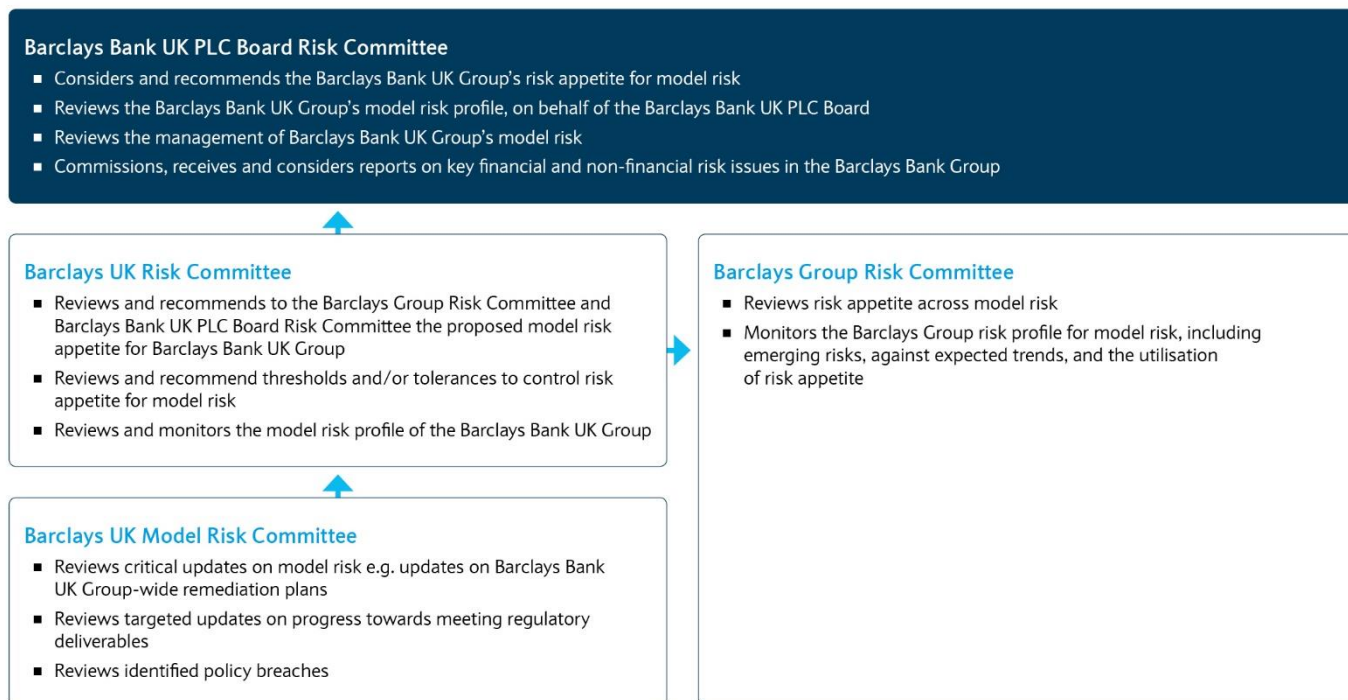 Barclays Bank UK PLC Board Risk Committee
▪ Considers and recommends the Barclays Bank UK Group’s risk appetite for model risk
▪ Reviews the Barclays Bank UK Group’s model risk profile, on behalf of the Barclays Bank UK PLC Board
▪ Reviews the management of Barclays Bank UK Group’s model risk
▪ Commissions, receives and considers reports on key financial and non-financial risk issues in the Barclays Bank Group
Barclays UK Risk Committee
▪ Reviews and recommends to the Barclays Group Risk Committee and
Barclays Bank UK PLC Board Risk Committee the proposed model risk
appetite for Barclays Bank UK Group
▪ Reviews and recommend thresholds and/or tolerances to control risk
appetite for model risk
▪ Reviews and monitors the model risk profile of the Barclays Bank UK Group
Barclays Group Risk Committee
▪ Reviews risk appetite across model risk
▪ Monitors the Barclays Group risk profile for model risk, including
emerging risks, against expected trends, and the utilisation
of risk appetite
Barclays UK Model Risk Committee
▪ Reviews critical updates on model risk e.g. updates on Barclays Bank
UK Group-wide remediation plans
▪ Reviews targeted updates on progress towards meeting regulatory
deliverables
▪ Reviews identified policy breaches